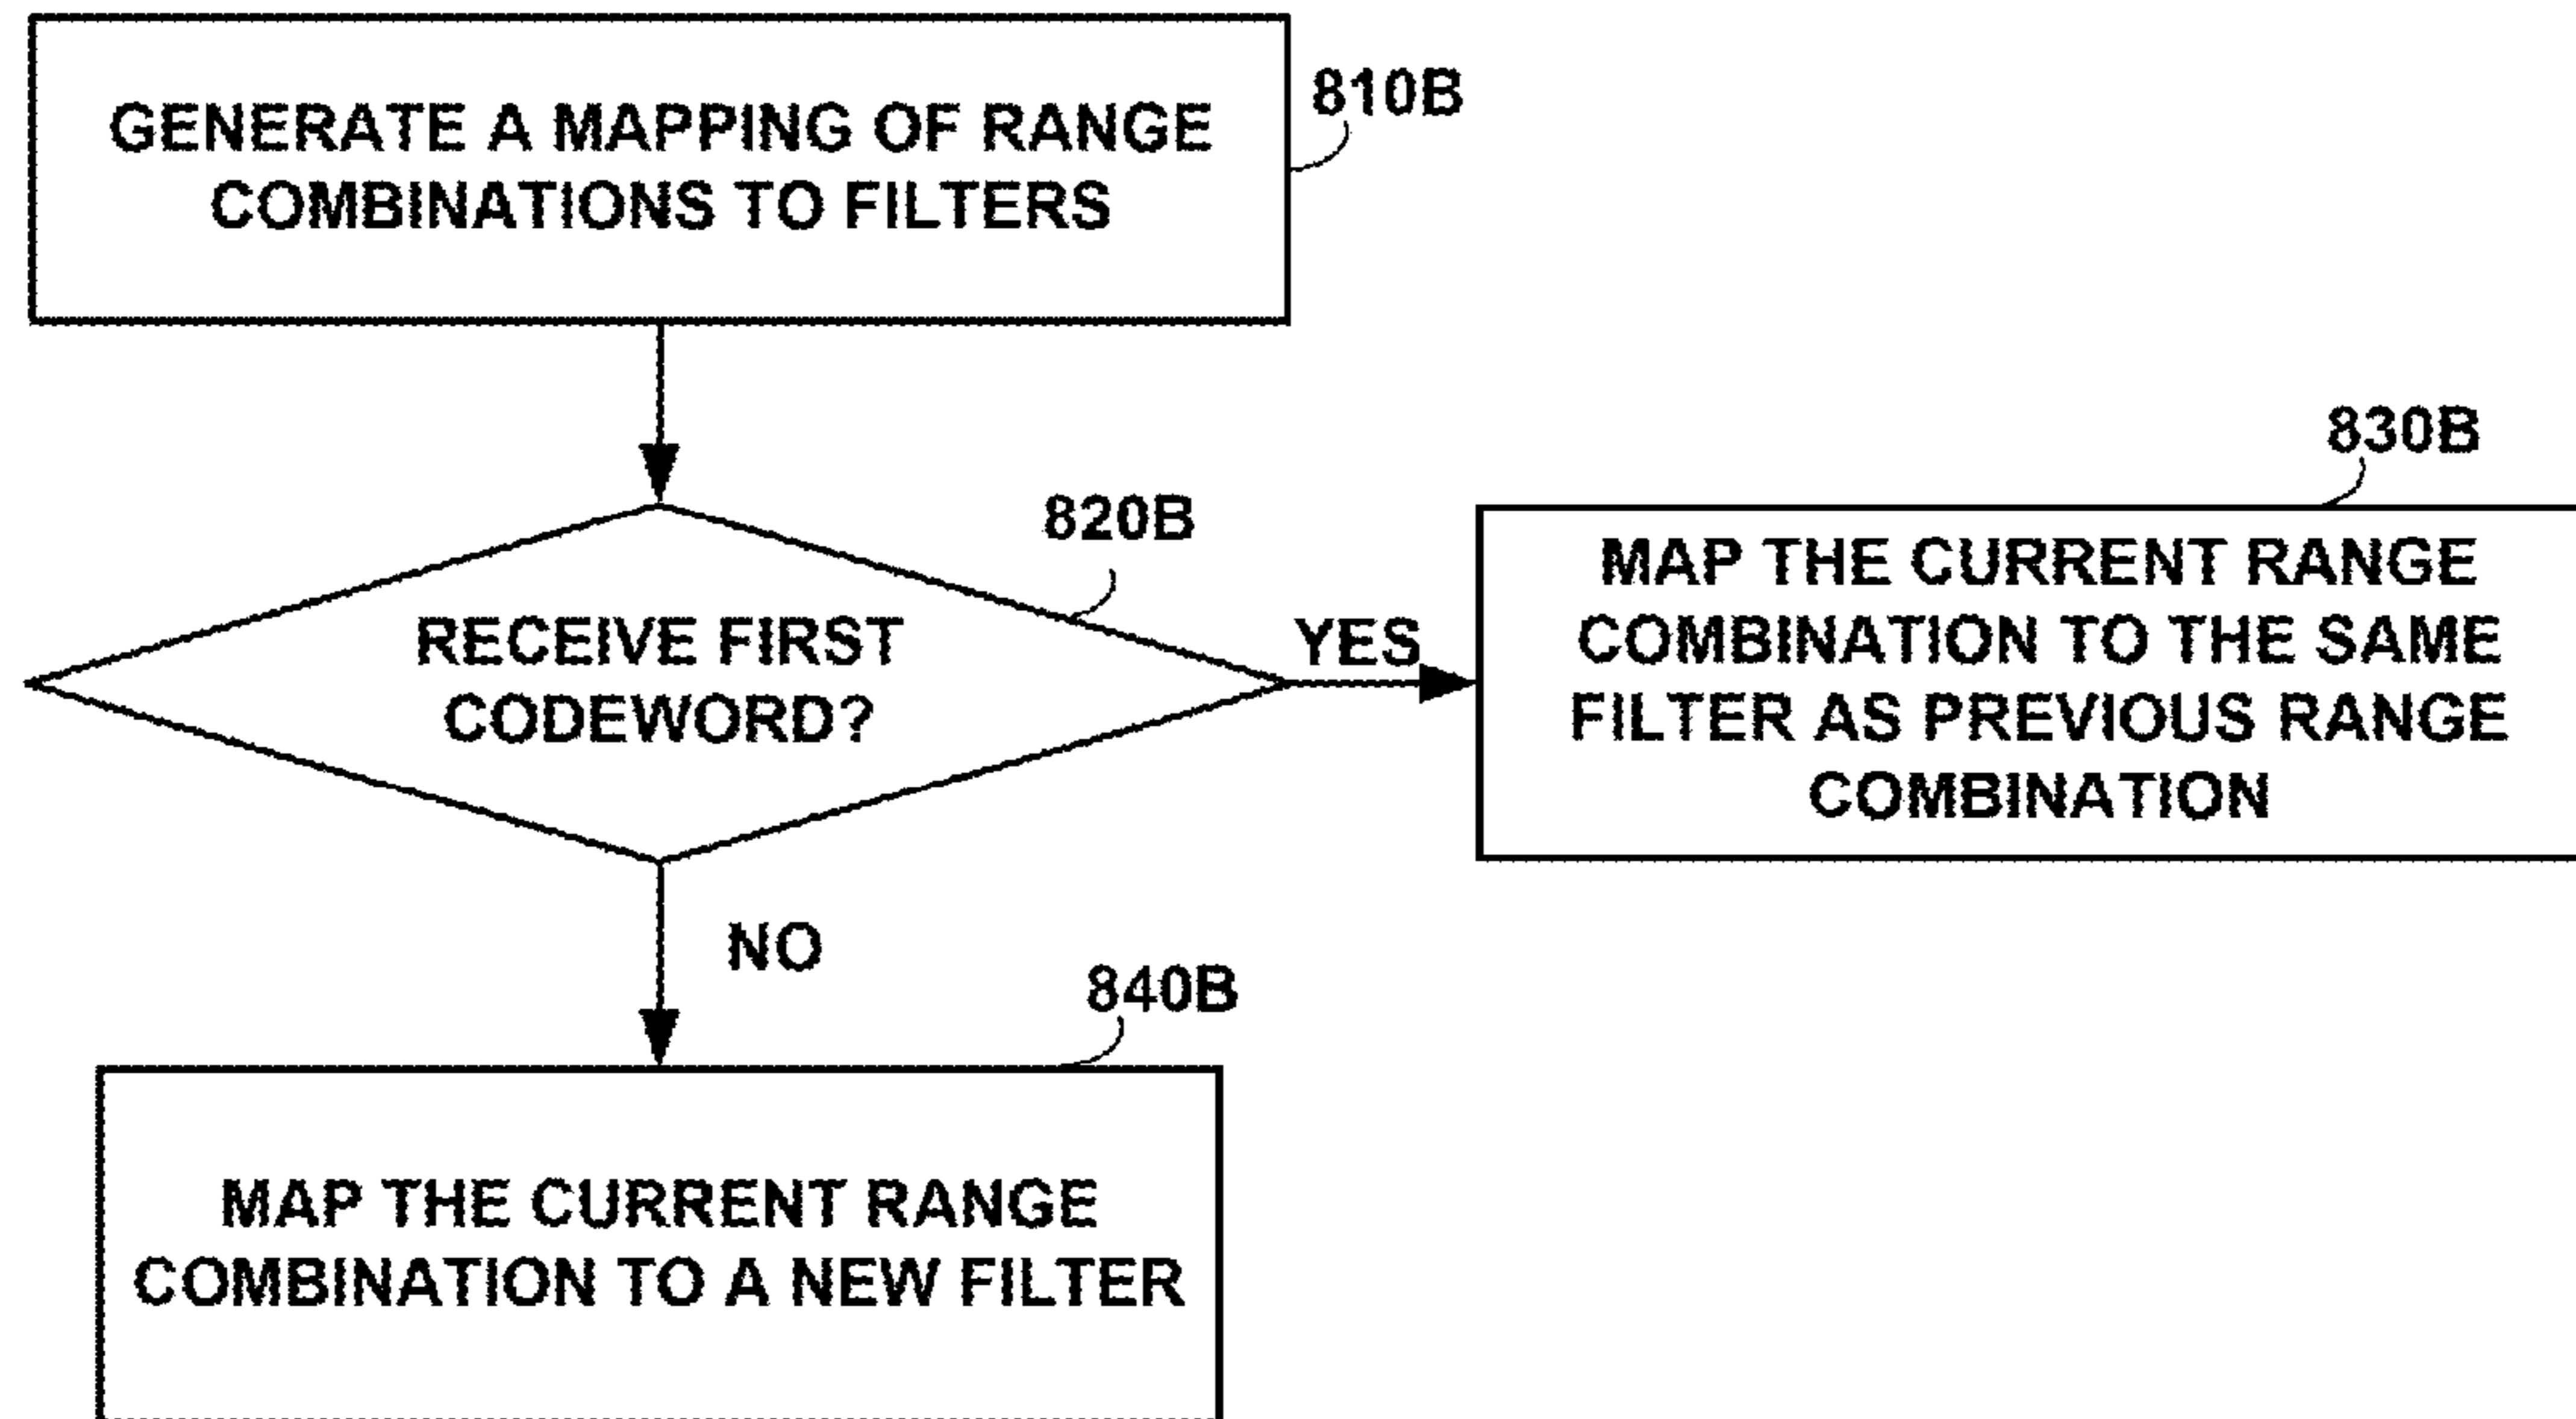 GENERATE A MAPPING OF RANGE
COMBINATIONS TO FILTERS
810B
820B
RECEIVE FIRST
CODEWORD?
YES
830B
MAP THE CURRENT RANGE
COMBINATION TO THE SAME
FILTER AS PREVIOUS RANGE
COMBINATION
NO
840B
MAP THE CURRENT RANGE
COMBINATION TO A NEW FILTER